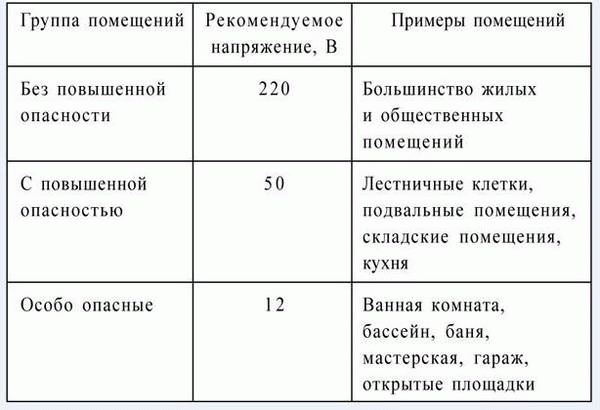 Группа помещений
Рекомендуемое
напряжение, В
Примеры помещений
Без повышенной
опасности
220
Большинство жилых
и общественных
помещений
С повышенной
опасностью
50
Лестничные клетки,
подвальные помещения,
складские помещения,
кухня
Особо опасные
12
Ванная комната,
бассейн, баня,
мастерская, гараж,
открытые площадки